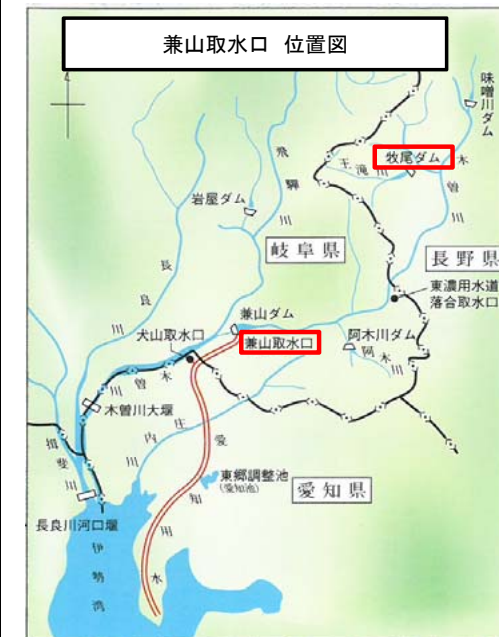 兼山取水口 位置図
味噌川ダム
牧尾ダム
王滝川
木曽川
飛騨川
岩屋ダム
岐阜県
長野県
長良川
東濃用水道
落合取水口
兼山ダム
犬山取水口
兼山取水口
阿木川ダム
阿木川
木曽川
木曽川大堰
庄内川
揖斐川
愛知用水
東郷調整池
(愛知池)
愛知県
長良川河口堰
伊勢湾